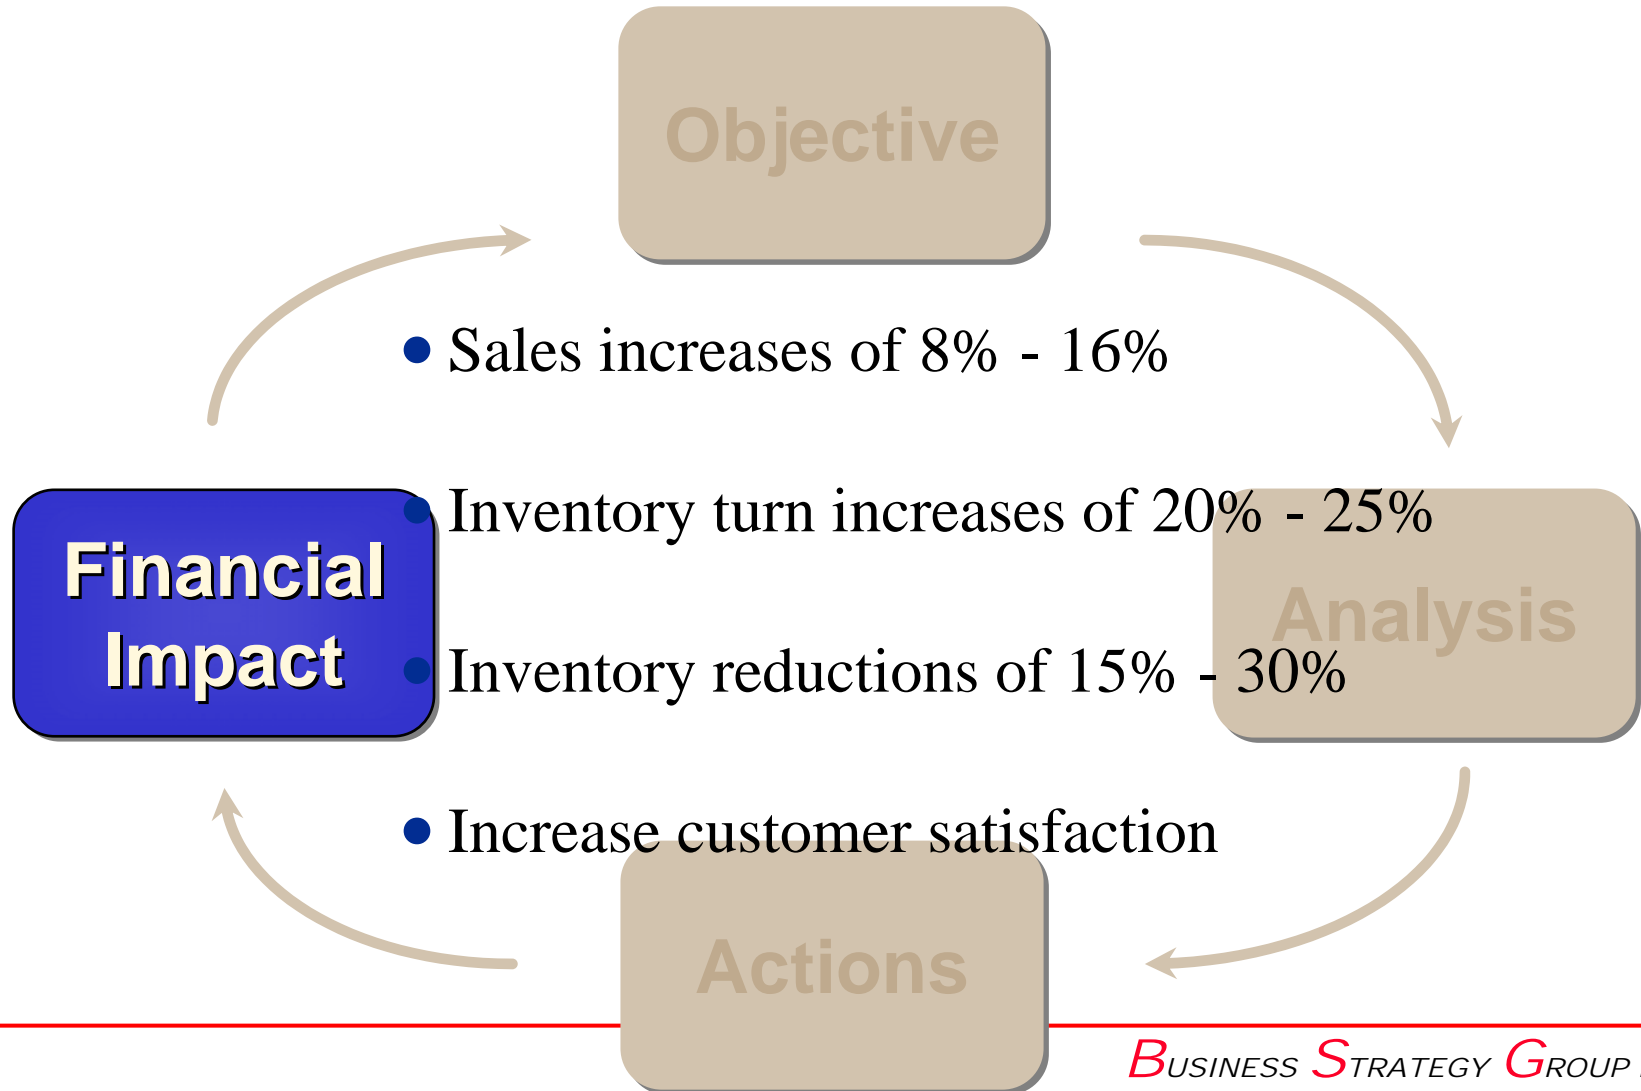 Objective
• Sales increases of 8% - 16%
• Inventory turn increases of 20% - 25%
Financial
Impact
Analysis
• Inventory reductions of 15% - 30%
• Increase customer satisfaction
Actions
BUSINESS STRATEGY GROUP